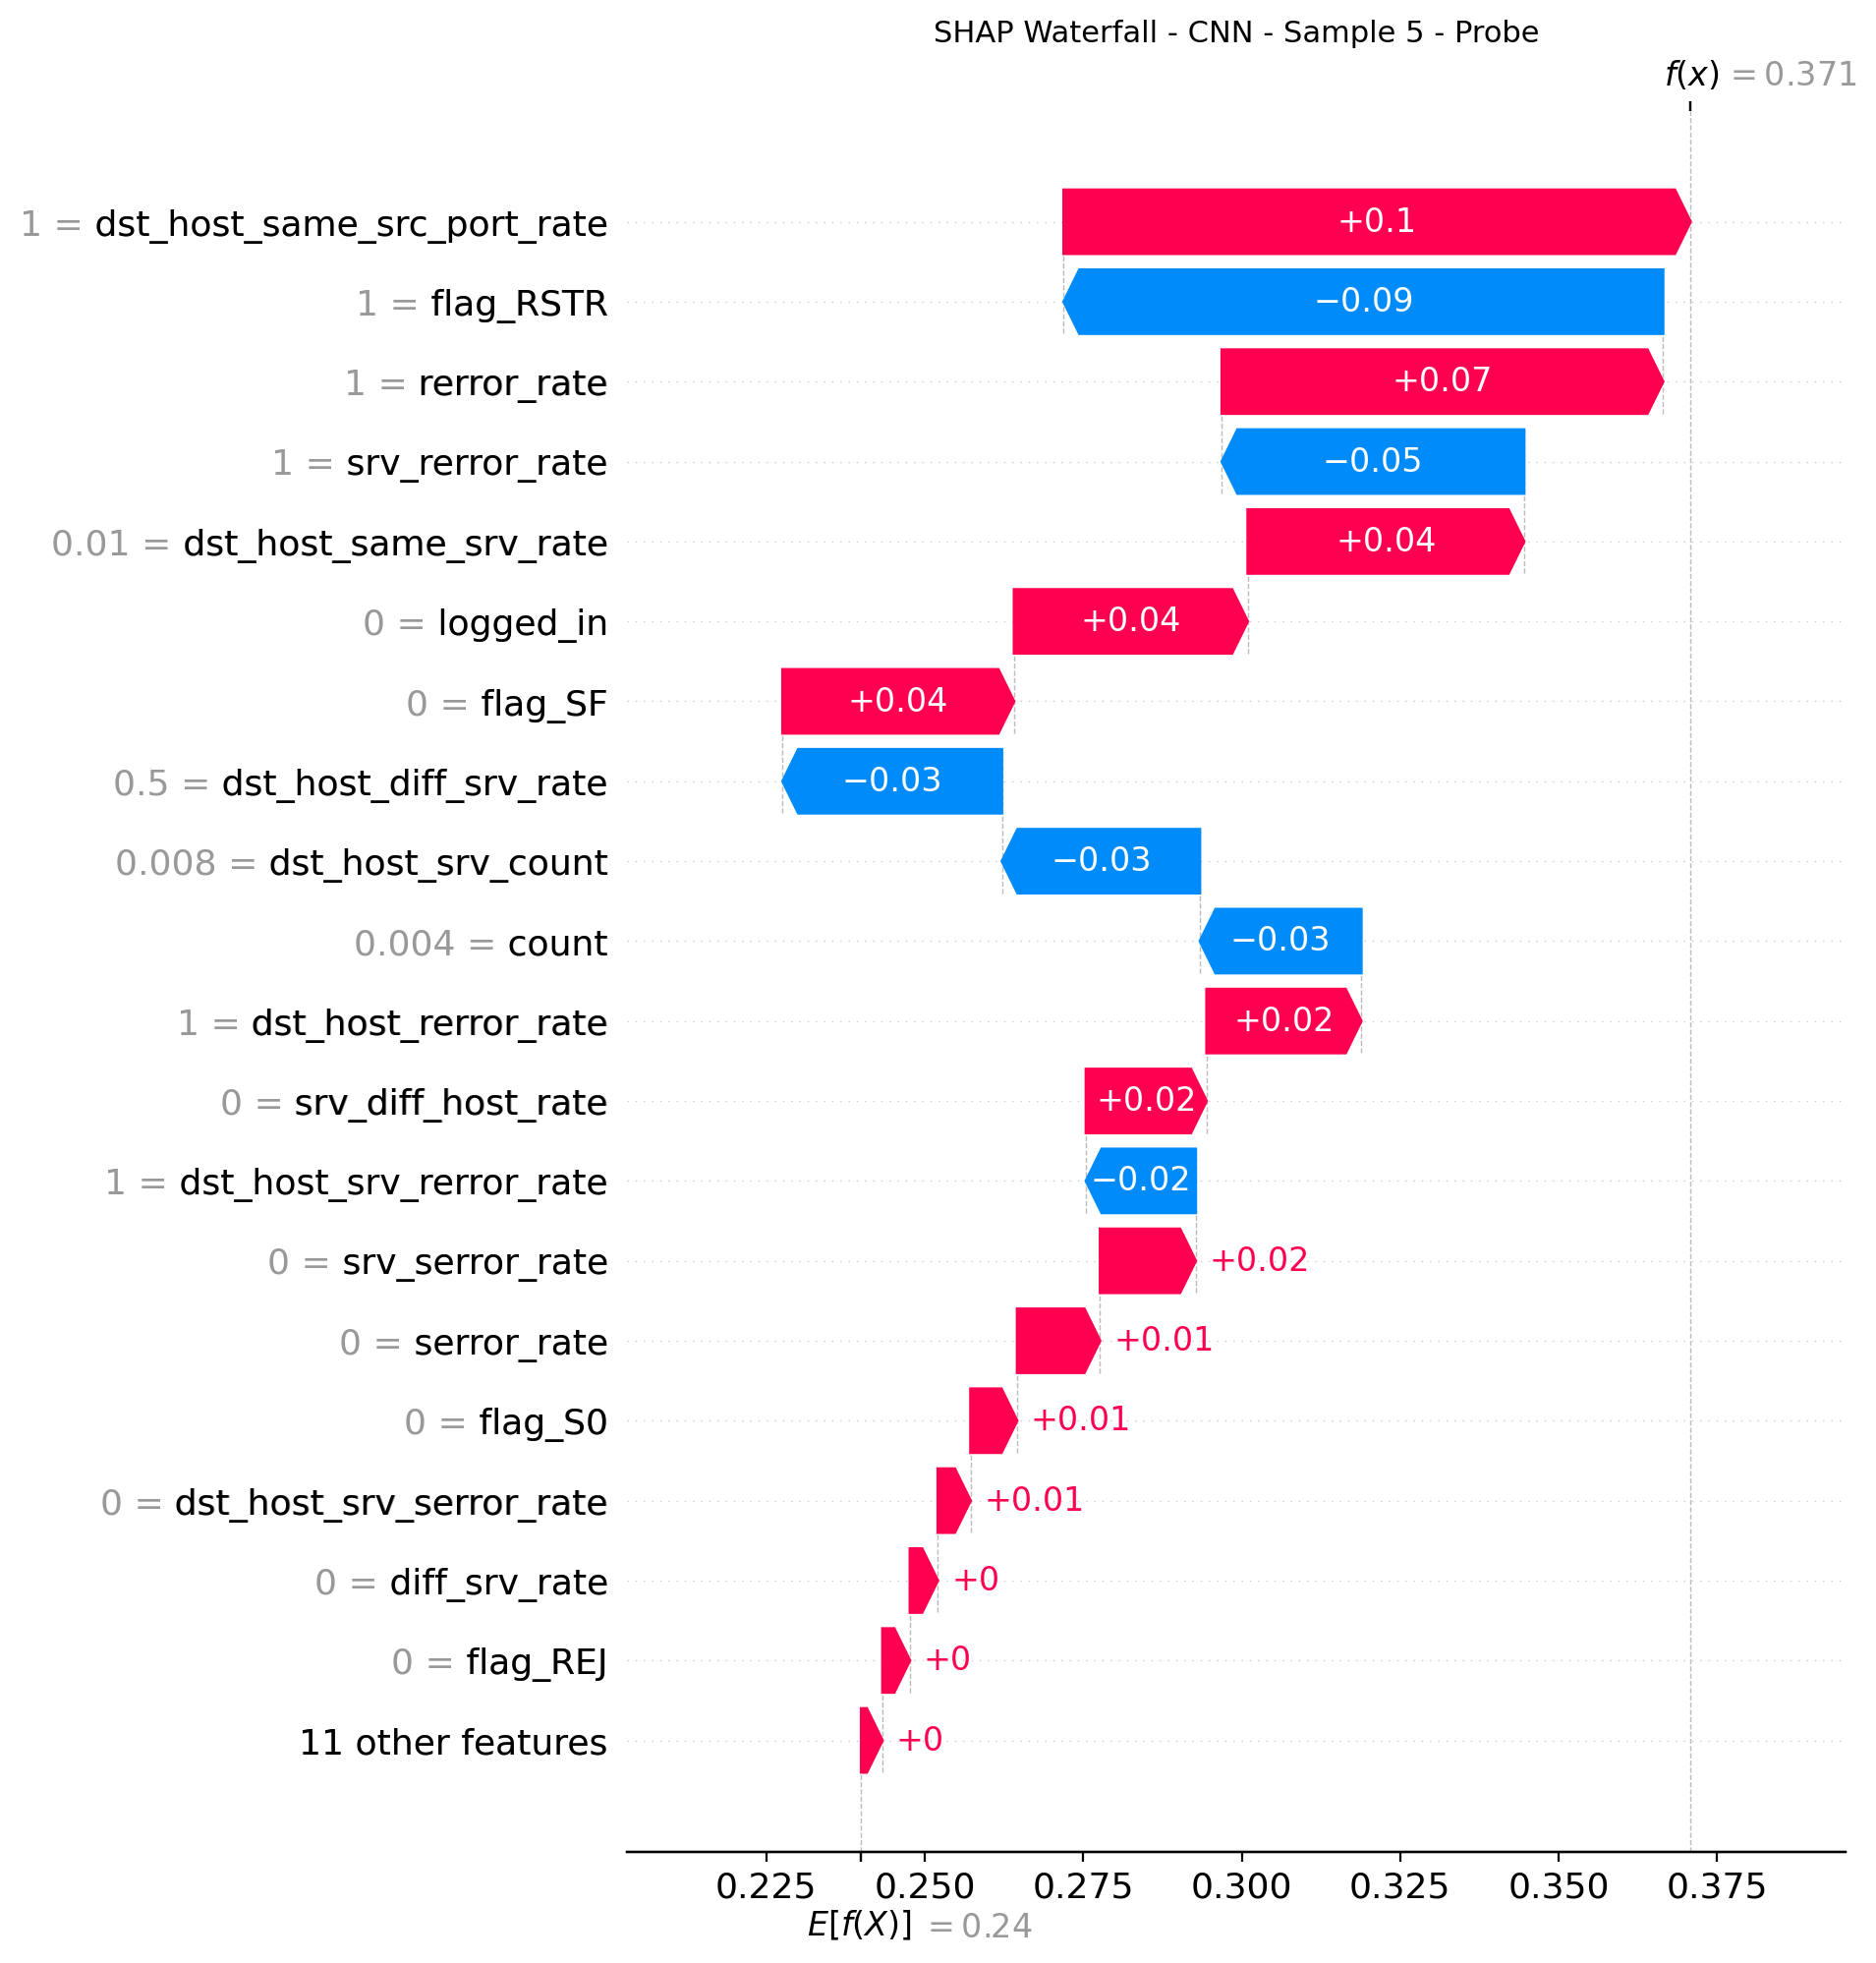 SHAP Waterfall - CNN - Sample 5 - Probe
f(x) = 0.371
1 = dst_host_same_src_port_rate +0.1
1 = flag_RSTR −0.09
1 = rerror_rate +0.07
1 = srv_rerror_rate −0.05
0.01 = dst_host_same_srv_rate +0.04
0 = logged_in +0.04
0 = flag_SF +0.04
0.5 = dst_host_diff_srv_rate −0.03
0.008 = dst_host_srv_count −0.03
0.004 = count −0.03
1 = dst_host_rerror_rate +0.02
0 = srv_diff_host_rate +0.02
1 = dst_host_srv_rerror_rate −0.02
0 = srv_serror_rate +0.02
0 = serror_rate +0.01
0 = flag_S0 +0.01
0 = dst_host_srv_serror_rate +0.01
0 = diff_srv_rate +0
0 = flag_REJ +0
11 other features +0
0.225 0.250 0.275 0.300 0.325 0.350 0.375
E[f(X)] = 0.24